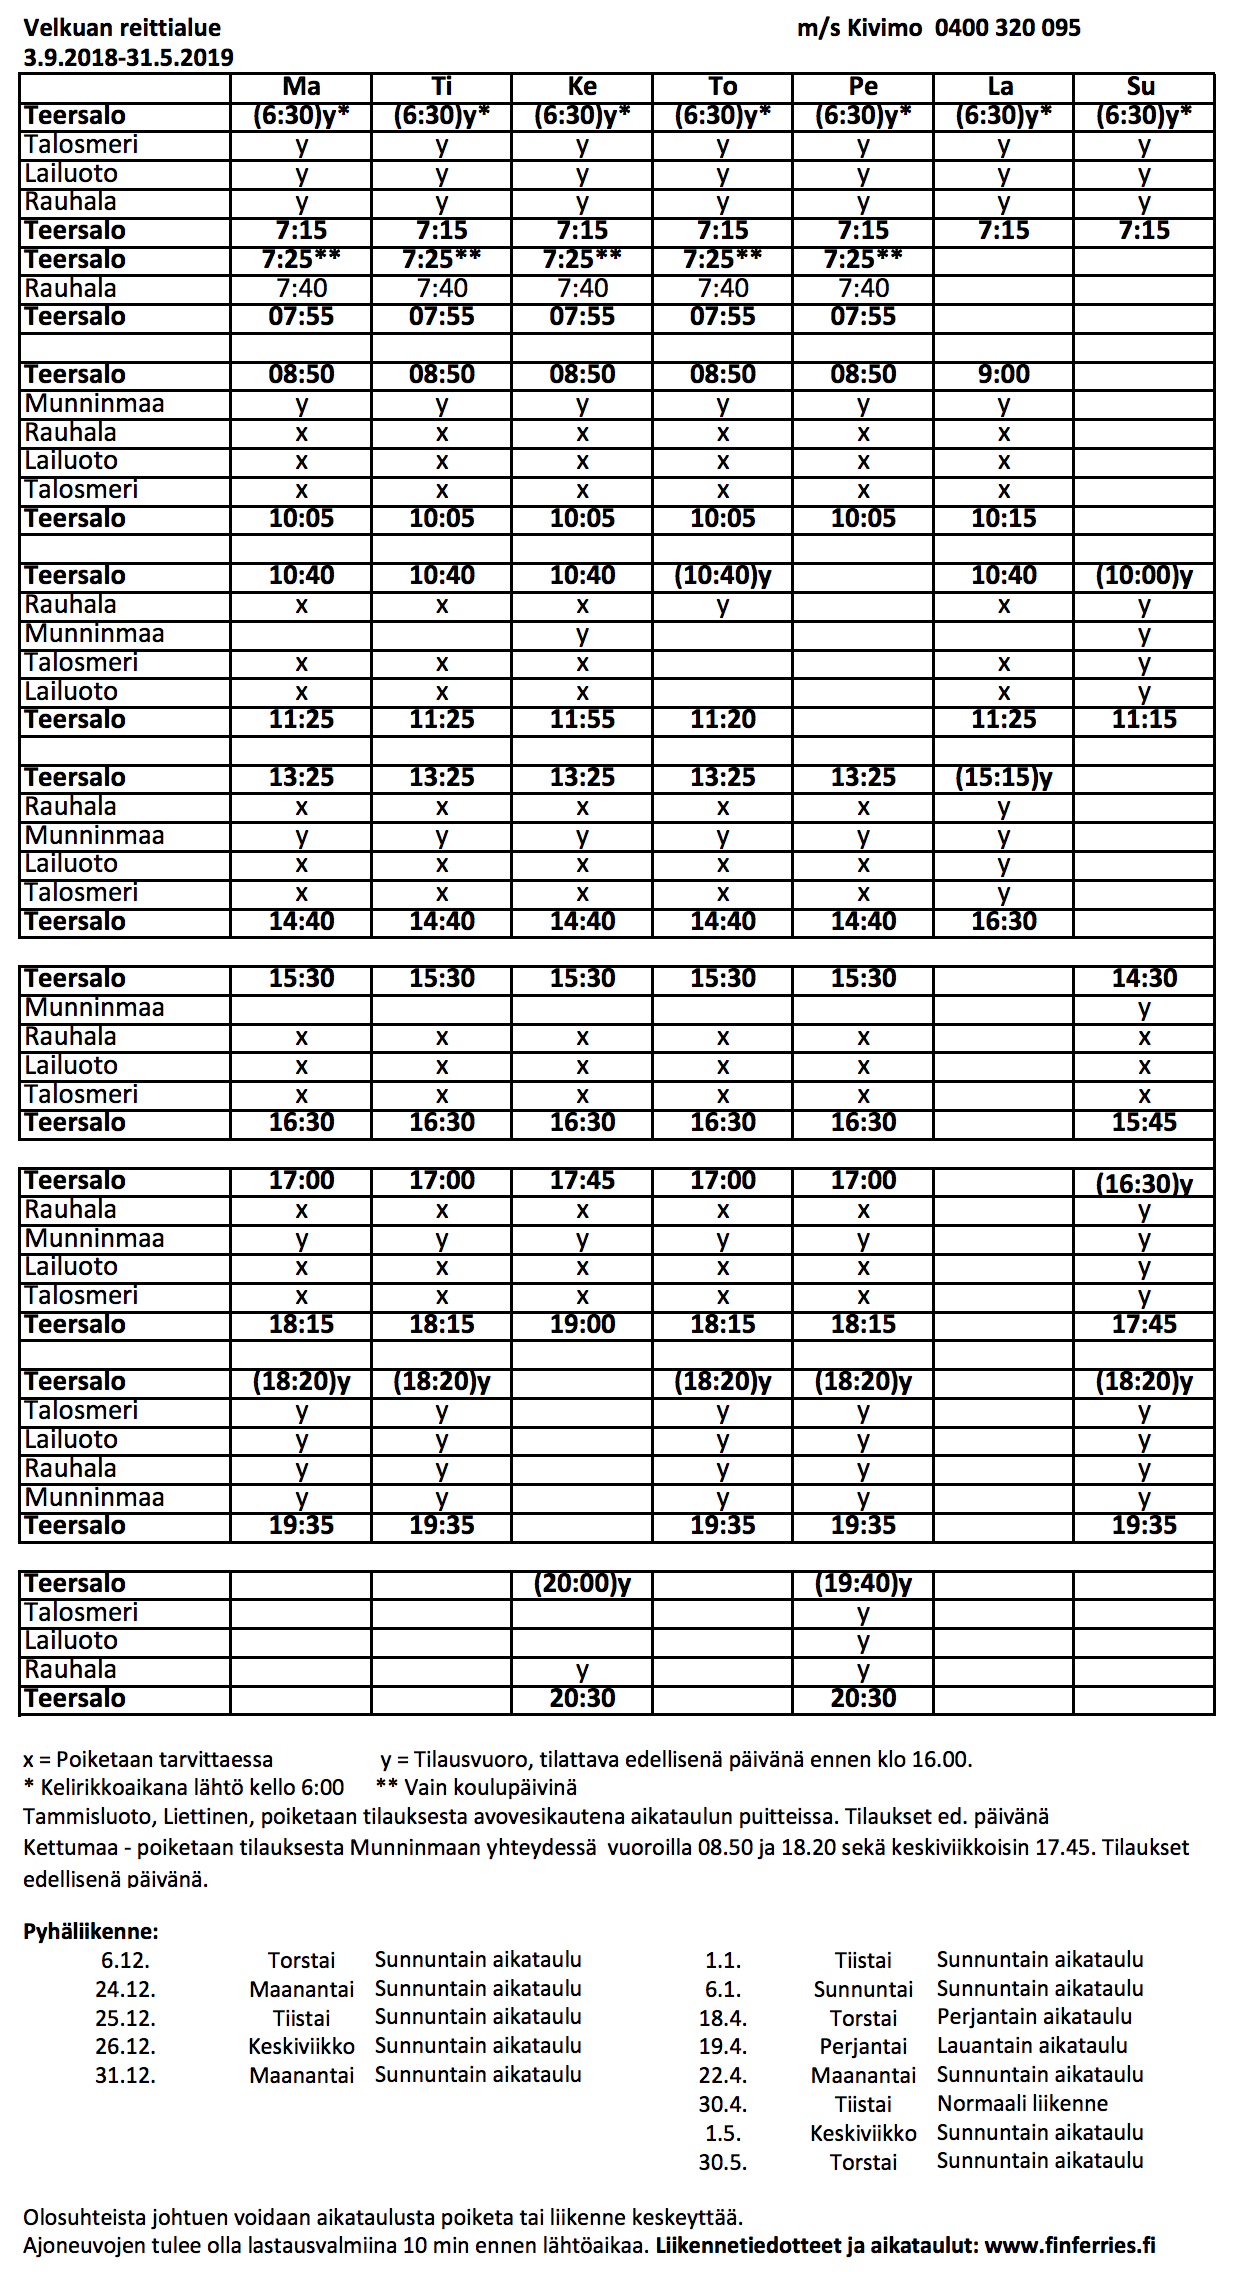 Velkuan reittialue m/s Kivimo 0400 320 095
3.9.2018-31.5.2019
Ma Ti Ke To Pe La Su
Teersalo (6:30)y* (6:30)y* (6:30)y* (6:30)y* (6:30)y* (6:30)y* (6:30)y*
Talosmeri y y y y y y y
Lailuoto y y y y y y y
Rauhala y y y y y y y
Teersalo 7:15 7:15 7:15 7:15 7:15 7:15 7:15
Teersalo 7:25** 7:25** 7:25** 7:25** 7:25**
Rauhala 7:40 7:40 7:40 7:40 7:40
Teersalo 07:55 07:55 07:55 07:55 07:55
Teersalo 08:50 08:50 08:50 08:50 08:50 9:00
Munninmaa y y y y y y
Rauhala x x x x x x
Lailuoto x x x x x x
Talosmeri x x x x x x
Teersalo 10:05 10:05 10:05 10:05 10:05 10:15
Teersalo 10:40 10:40 10:40 (10:40)y 10:40 (10:00)y
Rauhala x x x y x y
Munninmaa y y
Talosmeri x x x x y
Lailuoto x x x x y
Teersalo 11:25 11:25 11:55 11:20 11:25 11:15
Teersalo 13:25 13:25 13:25 13:25 13:25 (15:15)y
Rauhala x x x x x y
Munninmaa y y y y y y
Lailuoto x x x x x y
Talosmeri x x x x x y
Teersalo 14:40 14:40 14:40 14:40 14:40 16:30
Teersalo 15:30 15:30 15:30 15:30 15:30 14:30
Munninmaa y
Rauhala x x x x x x
Lailuoto x x x x x x
Talosmeri x x x x x x
Teersalo 16:30 16:30 16:30 16:30 16:30 15:45
Teersalo 17:00 17:00 17:45 17:00 17:00 (16:30)y
Rauhala x x x x x y
Munninmaa y y y y y y
Lailuoto x x x x x y
Talosmeri x x x x x y
Teersalo 18:15 18:15 19:00 18:15 18:15 17:45
Teersalo (18:20)y (18:20)y (18:20)y (18:20)y (18:20)y
Talosmeri y y y y y
Lailuoto y y y y y
Rauhala y y y y y
Munninmaa y y y y y
Teersalo 19:35 19:35 19:35 19:35 19:35
Teersalo (20:00)y (19:40)y
Talosmeri y
Lailuoto y
Rauhala y y
Teersalo 20:30 20:30
x = Poiketaan tarvittaessa y = Tilausvuoro, tilattava edellisenä päivänä ennen klo 16.00.
* Kelirikkoaikana lähtö kello 6:00 ** Vain koulupäivinä
Tammisluoto, Liettinen, poiketaan tilauksesta avovesikautena aikataulun puitteissa. Tilaukset ed. päivänä
Kettumaa - poiketaan tilauksesta Munninmaan yhteydessä vuoroilla 08.50 ja 18.20 sekä keskiviikkoisin 17.45. Tilaukset
edellisenä päivänä.
Pyhäliikenne:
6.12. Torstai Sunnuntain aikataulu 1.1. Tiistai Sunnuntain aikataulu
24.12. Maanantai Sunnuntain aikataulu 6.1. Sunnuntai Sunnuntain aikataulu
25.12. Tiistai Sunnuntain aikataulu 18.4. Torstai Perjantain aikataulu
26.12. Keskiviikko Sunnuntain aikataulu 19.4. Perjantai Lauantain aikataulu
31.12. Maanantai Sunnuntain aikataulu 22.4. Maanantai Sunnuntain aikataulu
30.4. Tiistai Normaali liikenne
1.5. Keskiviikko Sunnuntain aikataulu
30.5. Torstai Sunnuntain aikataulu
Olosuhteista johtuen voidaan aikataulusta poiketa tai liikenne keskeyttää.
Ajoneuvojen tulee olla lastausvalmiina 10 min ennen lähtöaikaa. Liikennetiedotteet ja aikataulut: www.finferries.fi